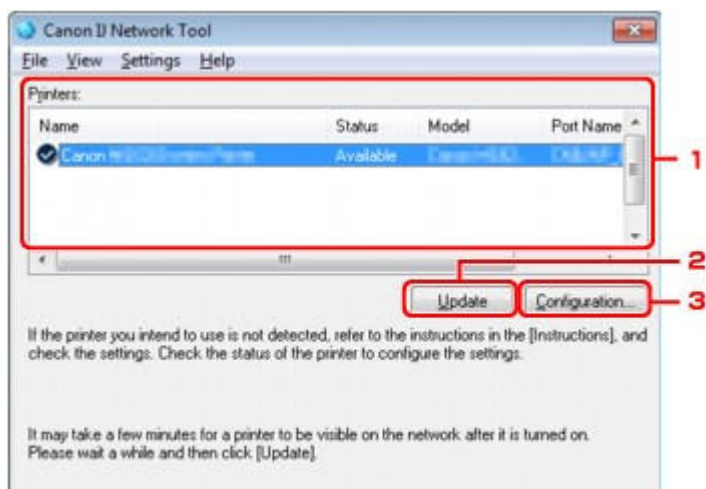 Canon IJ Network Tool
File View Settings Help
Printers:
Name Status Model Port Name
Canon Available
1
2
Update Configuration... 3
If the printer you intend to use is not detected, refer to the instructions in the [Instructions], and
check the settings. Check the status of the printer to configure the settings.
It may take a few minutes for a printer to be visible on the network after it is turned on.
Please wait a while and then click [Update].